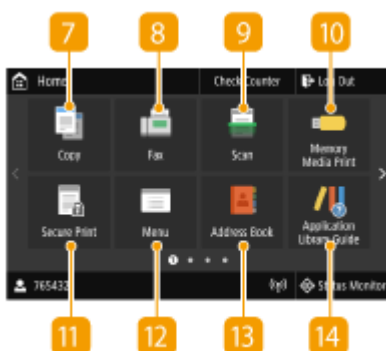 7 8 9 10
Home Check Counter Log Out
Copy Fax Scan Memory
Media Print
Secure Print Menu Address Book Application
Library Guide
765432 Status Monitor
11 12 13 14